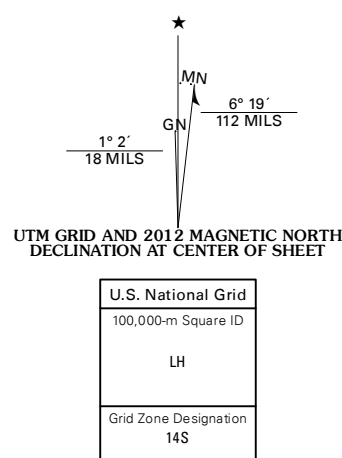 ★
MN
GN
6° 19´
112 MILS
1° 2´
18 MILS
UTM GRID AND 2012 MAGNETIC NORTH
DECLINATION AT CENTER OF SHEET
U.S. National Grid
100,000-m Square ID
LH
Grid Zone Designation
14S